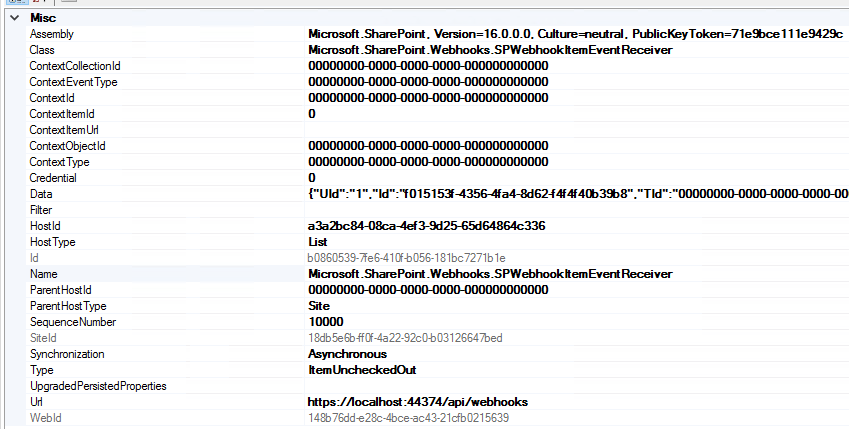 Misc
Assembly Microsoft.SharePoint, Version=16.0.0.0, Culture=neutral, PublicKeyToken=71e9bce111e9429c
Class Microsoft.SharePoint.Webhooks.SPWebhookItemEventReceiver
ContextCollectionId 00000000-0000-0000-0000-000000000000
ContextEventType 00000000-0000-0000-0000-000000000000
ContextId 00000000-0000-0000-0000-000000000000
ContextItemId 0
ContextItemUrl
ContextObjectId 00000000-0000-0000-0000-000000000000
ContextType 00000000-0000-0000-0000-000000000000
Credential 0
Data {"UId":"1","Id":"f015153f-4356-4fa4-8d62-f4f4f40b39b8","TId":"00000000-0000-0000-0000-00
Filter
HostId a3a2bc84-08ca-4ef3-9d25-65d64864c336
HostType List
Id b0860539-7fe6-410f-b056-181bc7271b1e
Name Microsoft.SharePoint.Webhooks.SPWebhookItemEventReceiver
ParentHostId 00000000-0000-0000-0000-000000000000
ParentHostType Site
SequenceNumber 10000
SiteId 18db5e6b-ff0f-4a22-92c0-b03126647bed
Synchronization Asynchronous
Type ItemUncheckedOut
UpgradedPersistedProperties
Url https://localhost:44374/api/webhooks
WebId 148b76dd-e28c-4bce-ac43-21cfb0215639